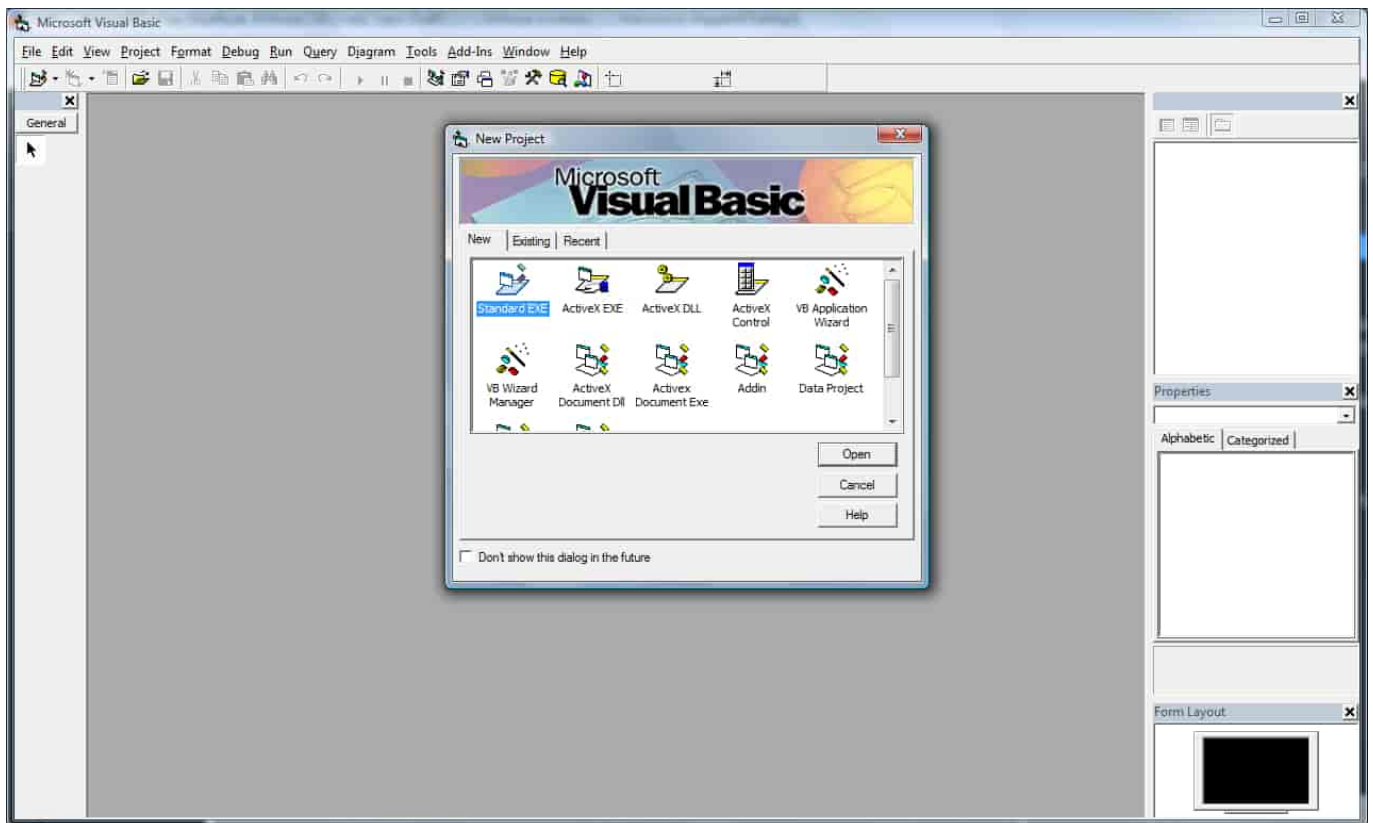 Microsoft Visual Basic
File Edit View Project Format Debug Run Query Diagram Tools Add-Ins Window Help
General
New Project
Microsoft
Visual Basic
New Existing Recent
Standard EXE ActiveX EXE ActiveX DLL ActiveX Control VB Application Wizard
VB Wizard Manager ActiveX Document Dll Activex Document Exe Addin Data Project
Open
Cancel
Help
Don't show this dialog in the future
Properties
Alphabetic Categorized
Form Layout